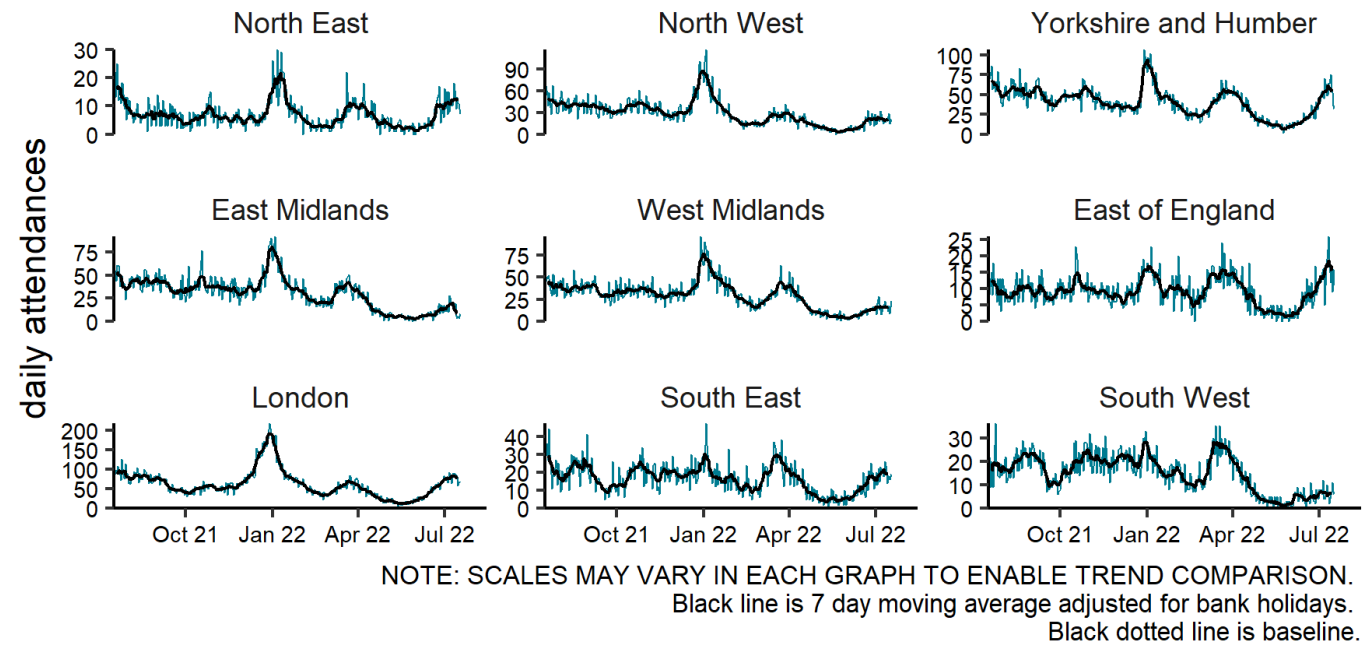 North East
North West
Yorkshire and Humber
30
20
10
0
90
60
30
0
100
75
50
25
0
daily attendances
East Midlands
West Midlands
East of England
75
50
25
0
75
50
25
0
25
20
15
10
5
0
London
South East
South West
200
150
100
50
0
40
30
20
10
0
30
20
10
0
Oct 21 Jan 22 Apr 22 Jul 22
Oct 21 Jan 22 Apr 22 Jul 22
Oct 21 Jan 22 Apr 22 Jul 22
NOTE: SCALES MAY VARY IN EACH GRAPH TO ENABLE TREND COMPARISON.
Black line is 7 day moving average adjusted for bank holidays.
Black dotted line is baseline.